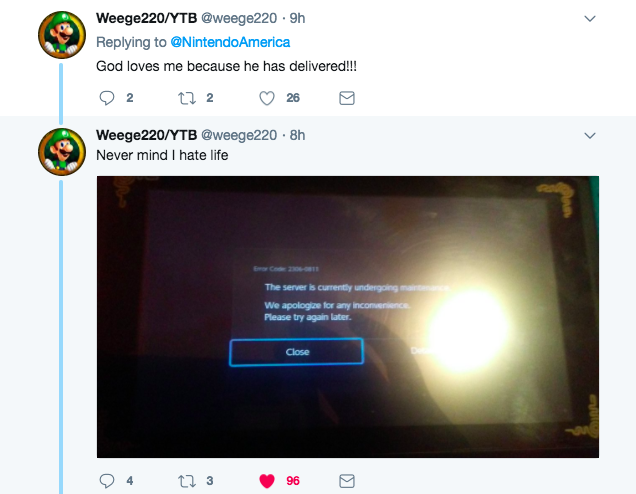 Weege220/YTB @weege220 · 9h
Replying to @NintendoAmerica
God loves me because he has delivered!!!
2 2 26
Weege220/YTB @weege220 · 8h
Never mind I hate life
Error Code: 2306-0811
The server is currently undergoing maintenance.
We apologize for any inconvenience.
Please try again later.
Close
4 3 96